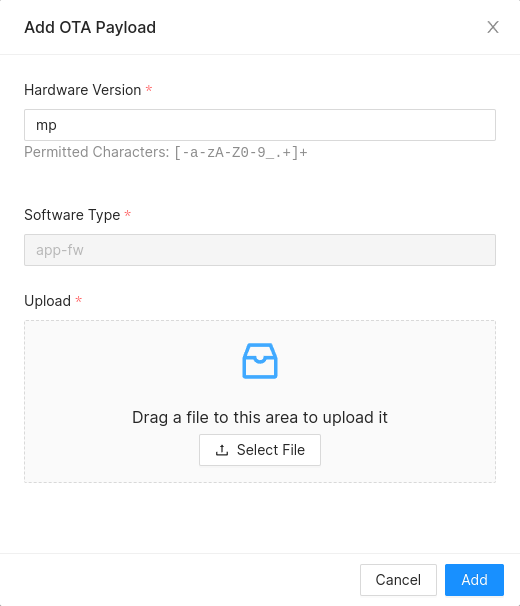 Add OTA Payload
Hardware Version *
mp
Permitted Characters: [-a-zA-Z0-9_.+]+
Software Type *
app-fw
Upload *
Drag a file to this area to upload it
Select File
Cancel Add